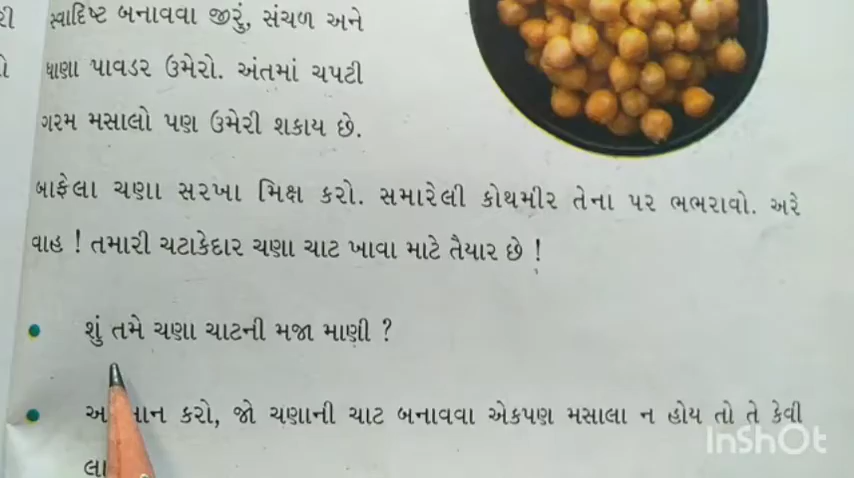 રી સ્વાદિષ્ટ બનાવવા જીરું, સંચળ અને
ધાણા પાવડર ઉમેરો. અંતમાં ચપટી
ગરમ મસાલો પણ ઉમેરી શકાય છે.
બાફેલા ચણા સરખા મિક્ષ કરો. સમારેલી કોથમીર તેના પર ભભરાવો. અરે
વાહ ! તમારી ચટાકેદાર ચણા ચાટ ખાવા માટે તૈયાર છે !
શું તમે ચણા ચાટની મજા માણી ?
કરો, જો ચણાની ચાટ બનાવવા એકપણ મસાલા ન હોય તો તે કેવી
InShOt